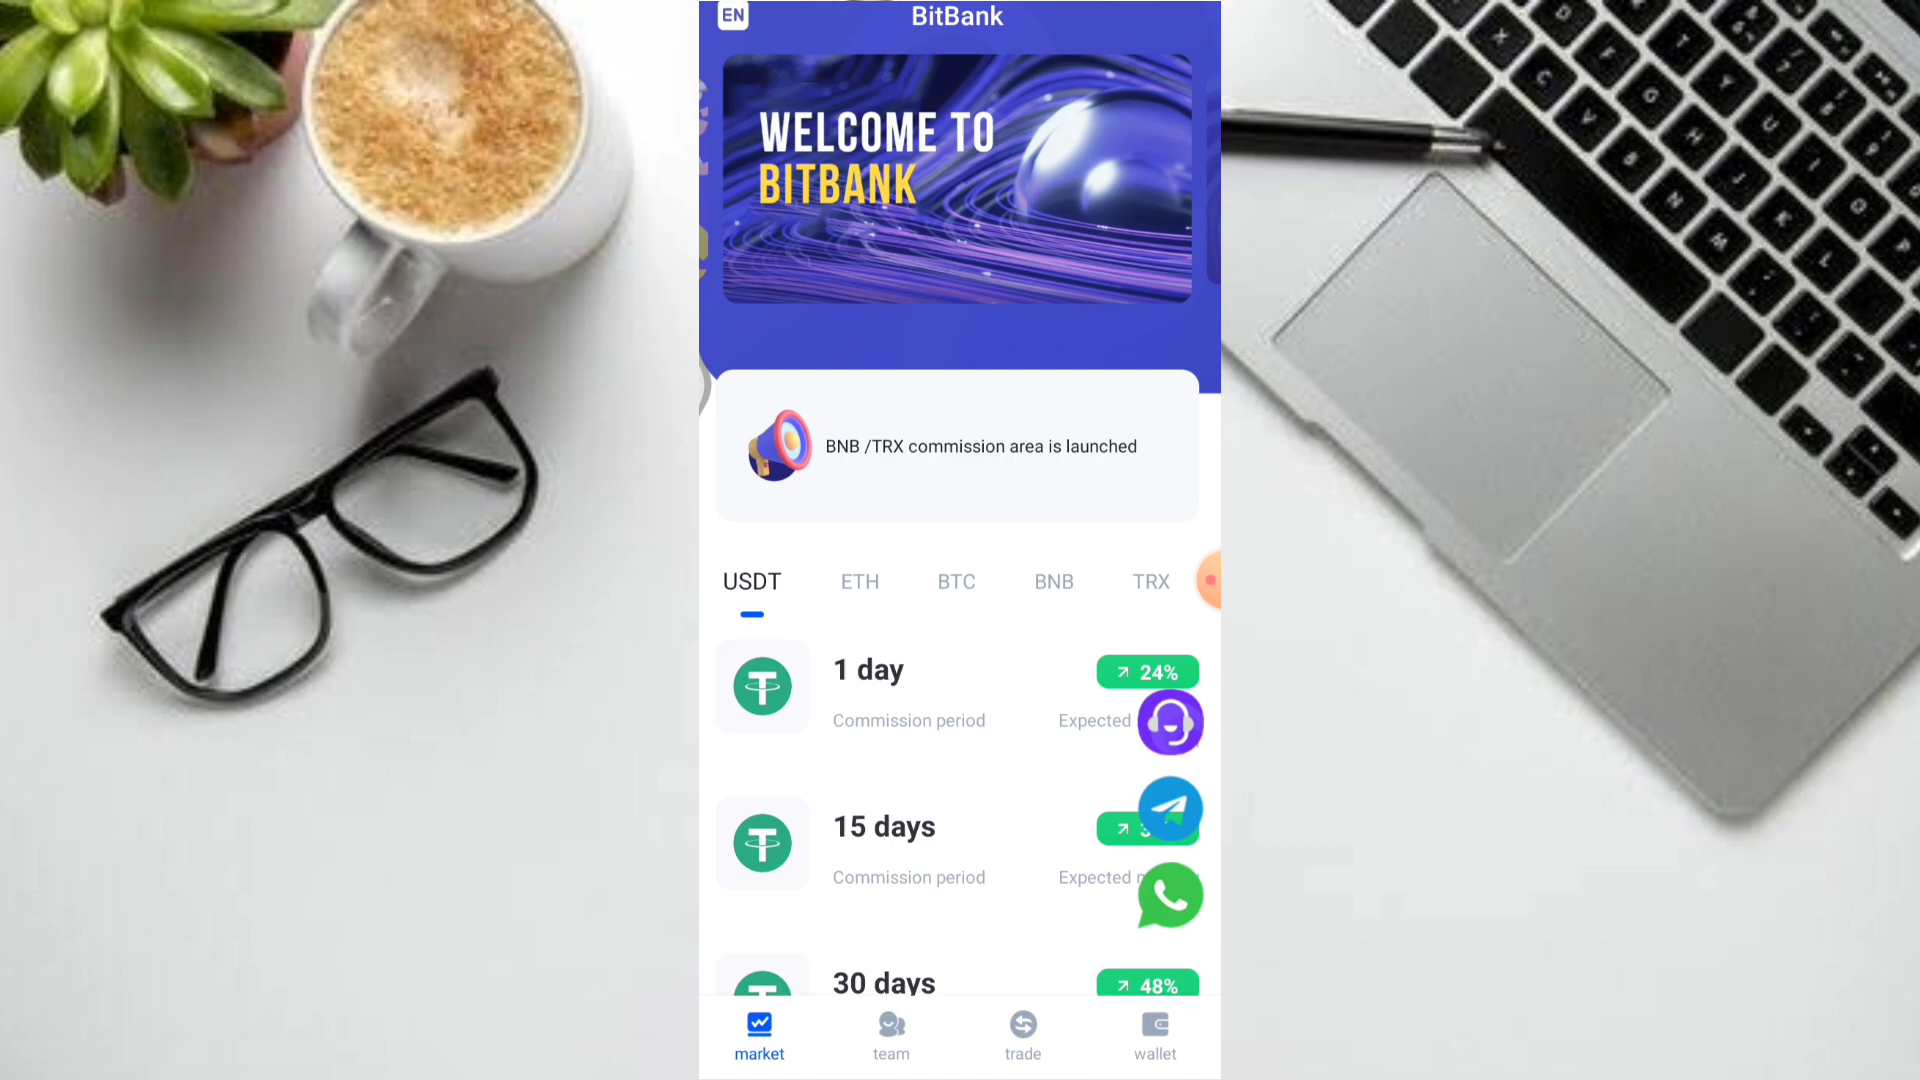 EN
BitBank
WELCOME TO
BITBANK
BNB /TRX commission area is launched
USDT
ETH
BTC
BNB
TRX
1 day
24%
Commission period
Expected
15 days
Commission period
Expected
30 days
48%
market
team
trade
wallet